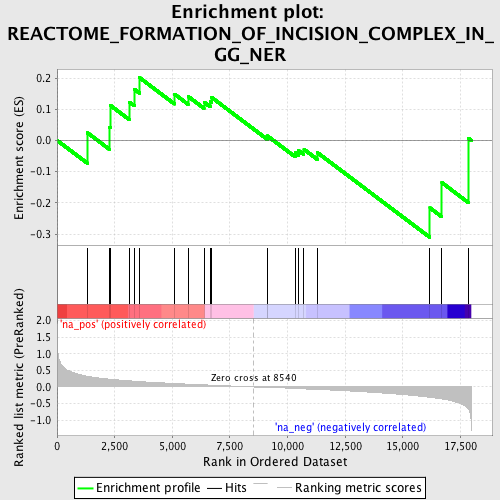 Enrichment plot:
REACTOME_FORMATION_OF_INCISION_COMPLEX_IN_
GG_NER
Enrichment score (ES)
0.2
0.1
0.0
-0.1
-0.2
-0.3
'na_pos' (positively correlated)
Ranked list metric (PreRanked)
2.0
1.5
1.0
0.5
0.0
-0.5
-1.0
Zero cross at 8540
'na_neg' (negatively correlated)
0 2,500 5,000 7,500 10,000 12,500 15,000 17,500
Rank in Ordered Dataset
Enrichment profile Hits Ranking metric scores